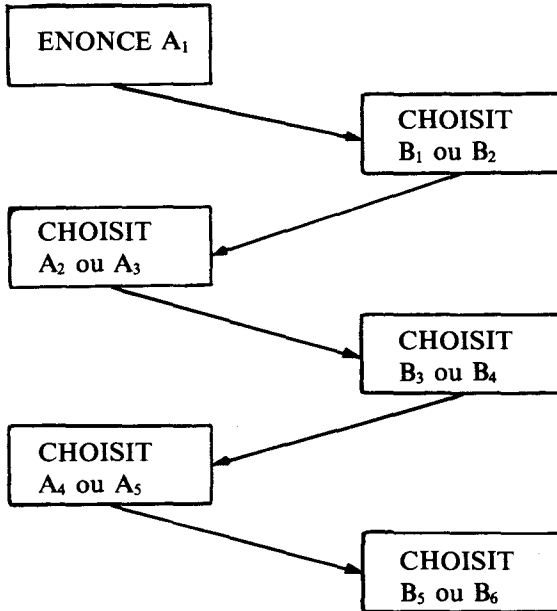 ENONCE A₁
CHOISIT
B₁ ou B₂
CHOISIT
A₂ ou A₃
CHOISIT
B₃ ou B₄
CHOISIT
A₄ ou A₅
CHOISIT
B₅ ou B₆